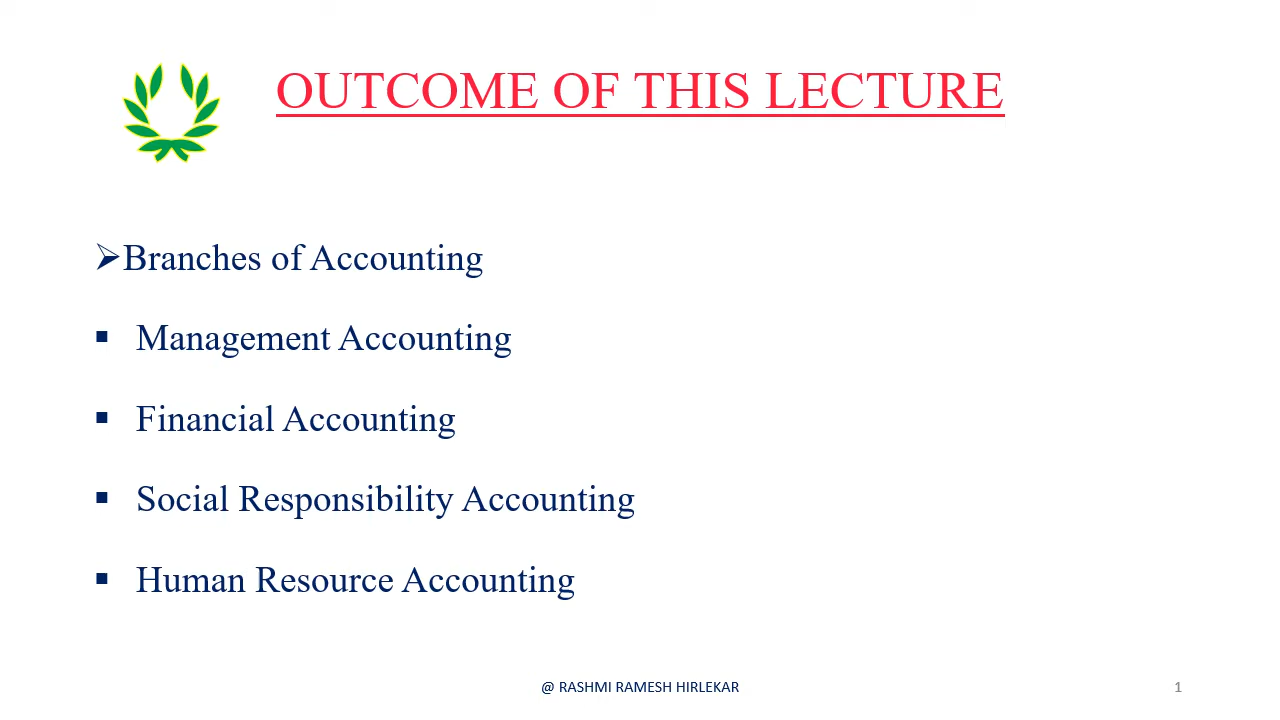 OUTCOME OF THIS LECTURE
➢Branches of Accounting
▪ Management Accounting
▪ Financial Accounting
▪ Social Responsibility Accounting
▪ Human Resource Accounting
@ RASHMI RAMESH HIRLEKAR
1